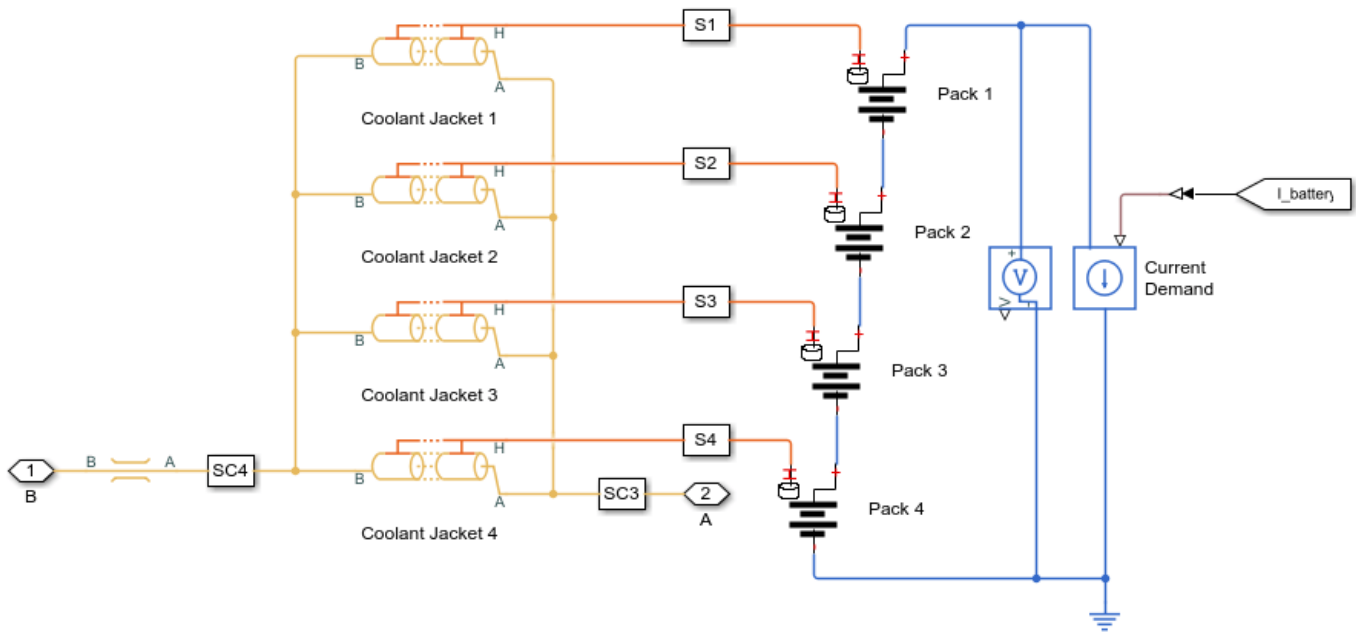 H
S1
B
A
Pack 1
Coolant Jacket 1
H
S2
B
A
I_battery
Pack 2
Coolant Jacket 2
+
V
V
Current
Demand
H
S3
B
A
Pack 3
Coolant Jacket 3
H
S4
B
A
SC4
1
B
B
A
SC3
2
A
Pack 4
Coolant Jacket 4